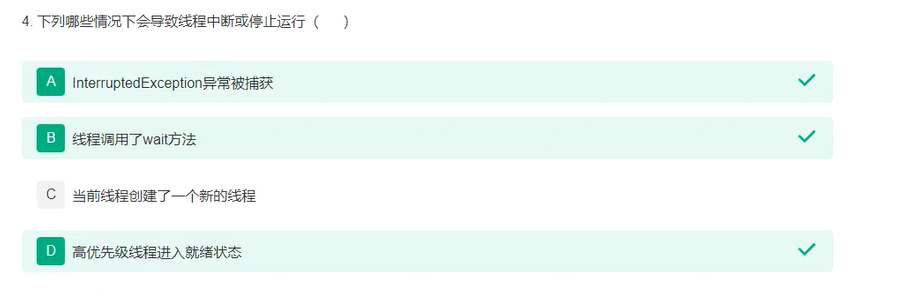 4. 下列哪些情况下会导致线程中断或停止运行（ ）
A InterruptedException异常被捕获
B 线程调用了wait方法
C 当前线程创建了一个新的线程
D 高优先级线程进入就绪状态